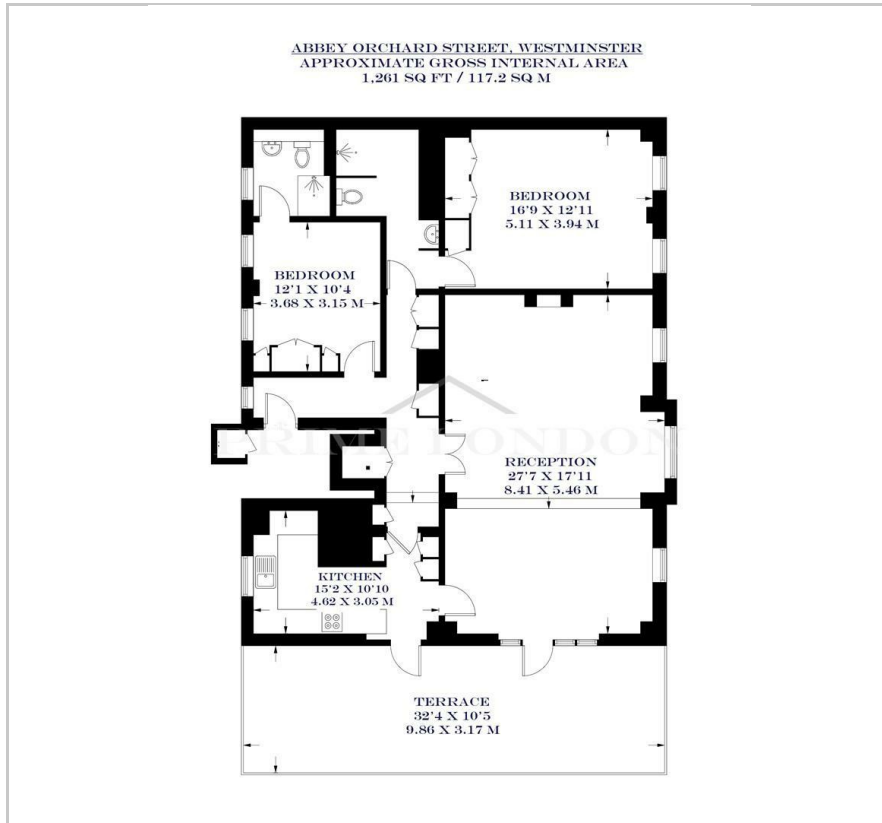 ABBEY ORCHARD STREET, WESTMINSTER
APPROXIMATE GROSS INTERNAL AREA
1,261 SQ FT / 117.2 SQ M
BEDROOM
16'9 X 12'11
5.11 X 3.94 M
BEDROOM
12'1 X 10'4
3.68 X 3.15 M
PRIME LONDON
RECEPTION
27'7 X 17'11
8.41 X 5.46 M
KITCHEN
15'2 X 10'10
4.62 X 3.05 M
TERRACE
32'4 X 10'5
9.86 X 3.17 M